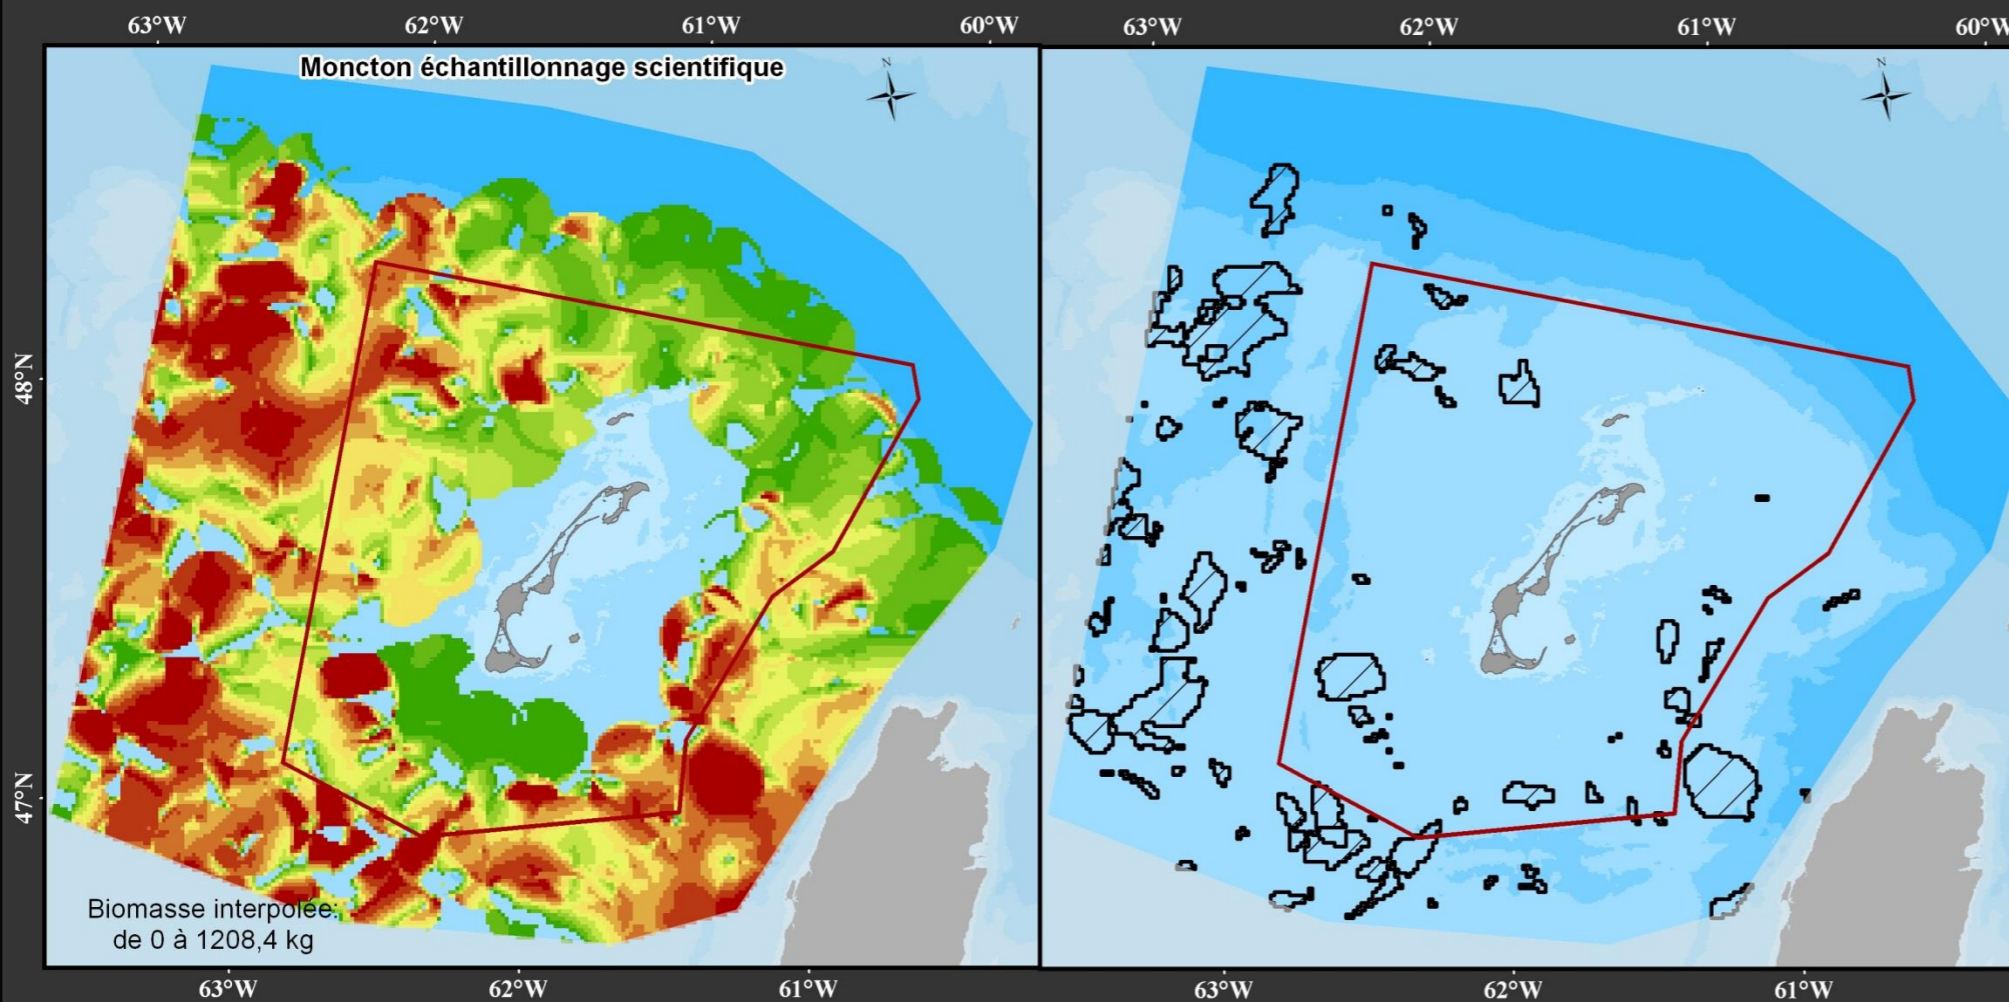 63°W 62°W 61°W 60°W 63°W 62°W 61°W 60°W
Moncton échantillonnage scientifique
N N
48°N
47°N
Biomasse interpolée:
de 0 à 1208,4 kg
63°W 62°W 61°W 63°W 62°W 61°W